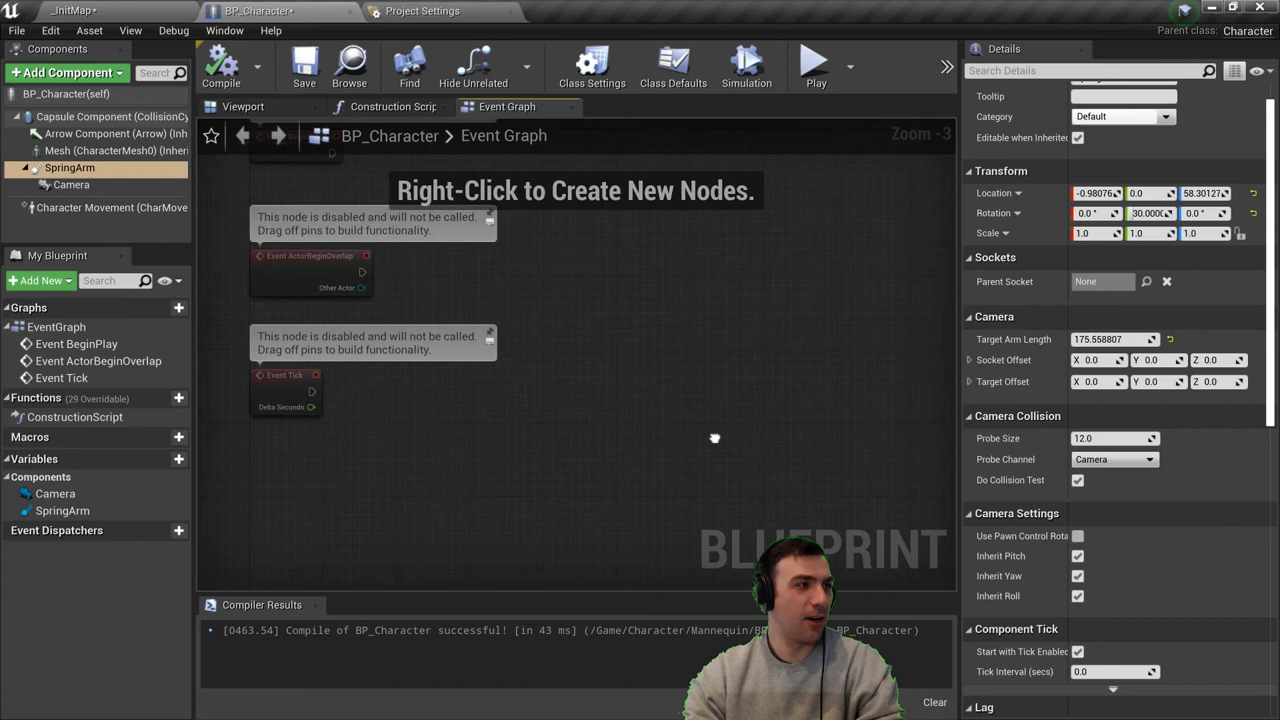 _InitMap•
BP_Character•
Project Settings
File
Edit
Asset
View
Debug
Window
Help
Parent class: Character
Components
Add Component
Search
BP_Character(self)
Capsule Component (CollisionCy
Arrow Component (Arrow) (Inh
Mesh (CharacterMesh0) (Inheri
SpringArm
Camera
Character Movement (CharMove
Compile
Save
Browse
Find
Hide Unrelated
Class Settings
Class Defaults
Simulation
Play
Viewport
Construction Scrip
Event Graph
BP_Character > Event Graph
Zoom -3
Right-Click to Create New Nodes.
This node is disabled and will not be called.
Drag off pins to build functionality.
Event ActorBeginOverlap
Other Actor
This node is disabled and will not be called.
Drag off pins to build functionality.
Event Tick
Delta Seconds
BLUEPRINT
My Blueprint
Add New
Search
Graphs
EventGraph
Event BeginPlay
Event ActorBeginOverlap
Event Tick
Functions (29 Overridable)
ConstructionScript
Macros
Variables
Components
Camera
SpringArm
Event Dispatchers
Compiler Results
[0463.54] Compile of BP_Character successful! [in 43 ms] (/Game/Character/Mannequin/BP BP_Character)
Clear
Details
Search Details
Tooltip
Category
Default
Editable when Inherited
Transform
Location
-0.98076
0.0
58.30127
Rotation
0.0 °
30.0000
0.0 °
Scale
1.0
1.0
1.0
Sockets
Parent Socket
None
Camera
Target Arm Length
175.558807
Socket Offset
X 0.0
Y 0.0
Z 0.0
Target Offset
X 0.0
Y 0.0
Z 0.0
Camera Collision
Probe Size
12.0
Probe Channel
Camera
Do Collision Test
Camera Settings
Use Pawn Control Rota
Inherit Pitch
Inherit Yaw
Inherit Roll
Component Tick
Start with Tick Enabled
Tick Interval (secs)
0.0
Lag